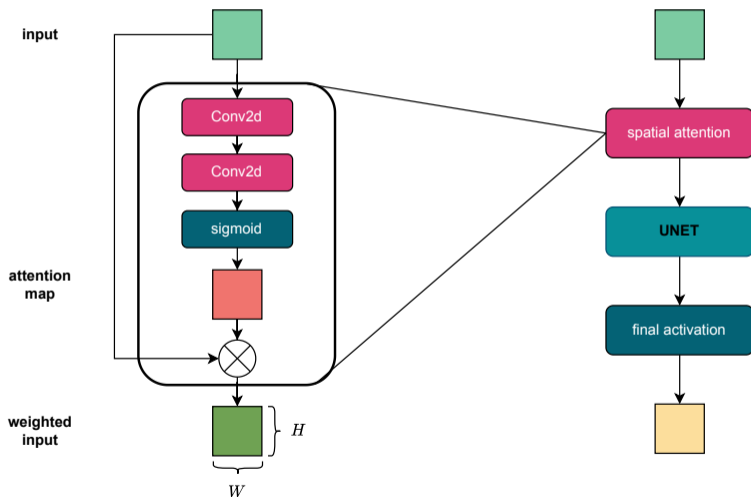 input
Conv2d
Conv2d
sigmoid
attention
map
weighted
input
H
W
spatial attention
UNET
final activation